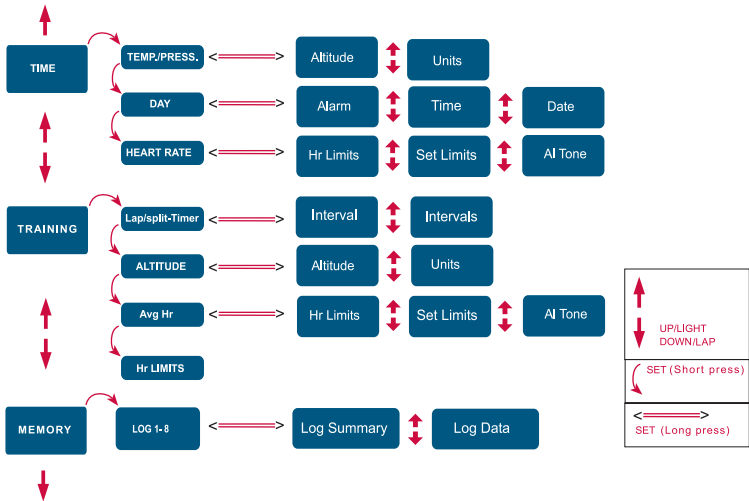 TIME
TEMP./PRESS.
Altitude
Units
DAY
Alarm
Time
Date
HEART RATE
Hr Limits
Set Limits
Al Tone
TRAINING
Lap/split-Timer
Interval
Intervals
ALTITUDE
Altitude
Units
Avg Hr
Hr Limits
Set Limits
Al Tone
Hr LIMITS
MEMORY
LOG 1- 8
Log Summary
Log Data
UP/LIGHT
DOWN/LAP
SET (Short press)
SET (Long press)